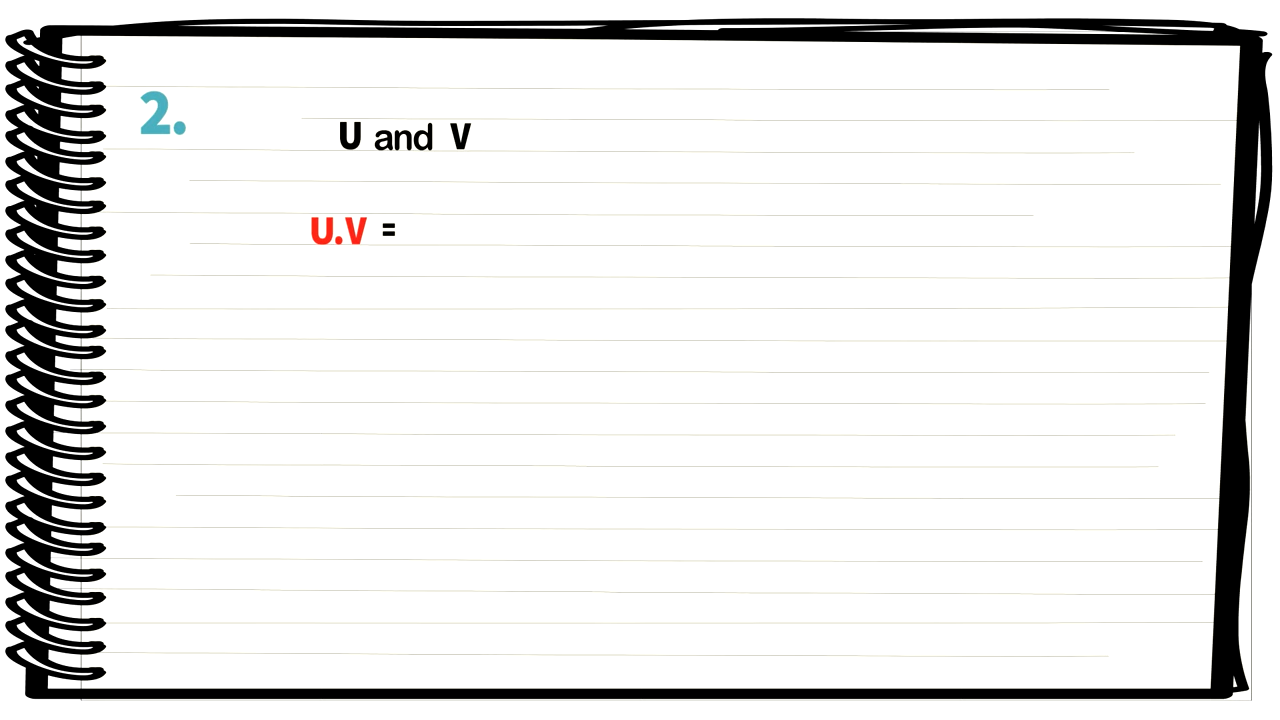 2.
U and V
U.V =